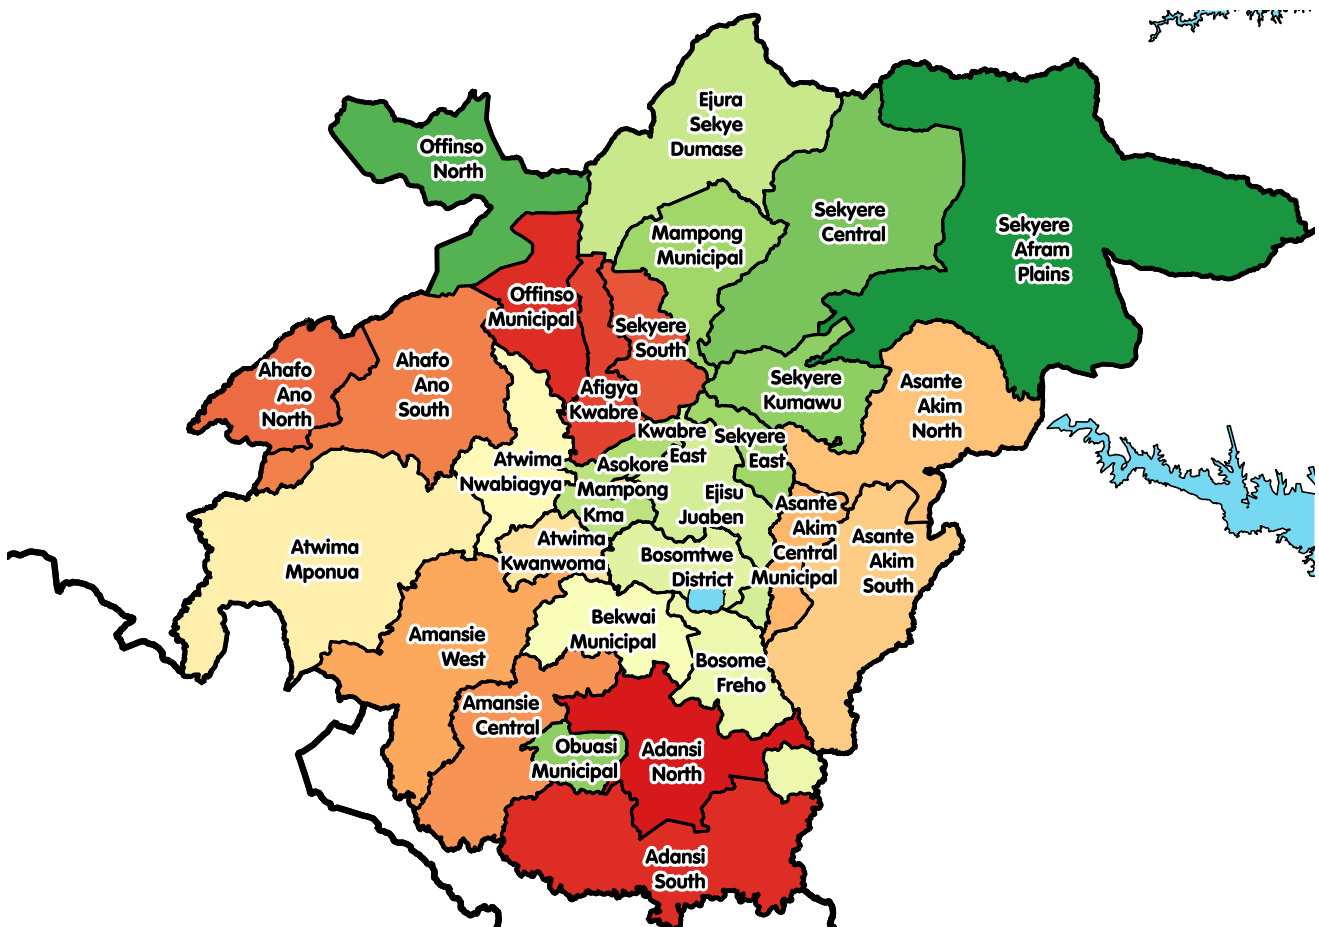 Ejura
Sekye
Dumase
Offinso
North
Sekyere
Central
Mampong
Municipal
Sekyere
Afram
Plains
Offinso
Municipal
Sekyere
South
Ahafo
Ano
North
Ahafo
Ano
South
Afigya
Kwabre
Sekyere
Kumawu
Asante
Akim
North
Kwabre
East
Sekyere
East
Atwima
Nwabiagya
Asokore
Mampong
Kma
Ejisu
Juaben
Asante
Akim
Central
Municipal
Asante
Akim
South
Atwima
Mponua
Atwima
Kwanwoma
Bosomtwe
District
Bekwai
Municipal
Amansie
West
Bosome
Freho
Amansie
Central
Obuasi
Municipal
Adansi
North
Adansi
South